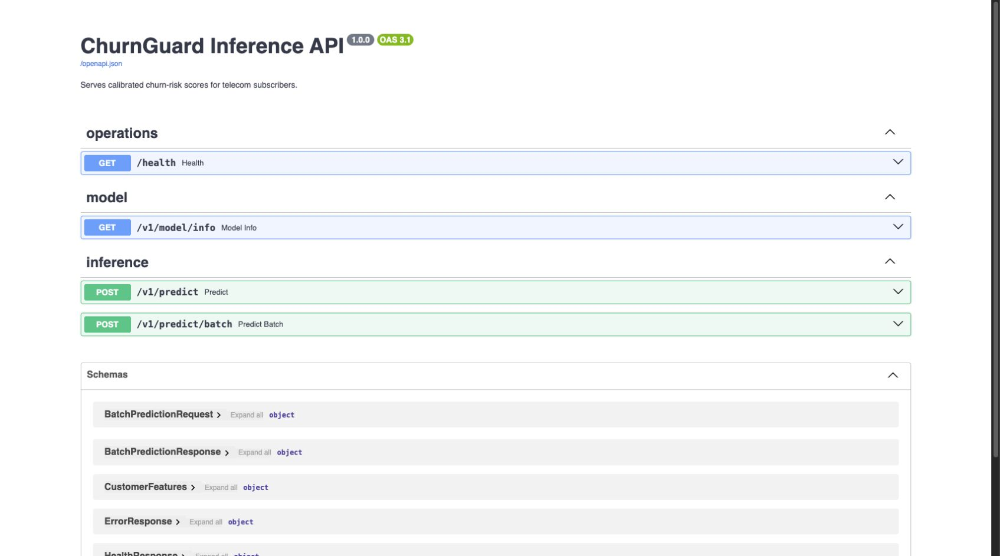 ChurnGuard Inference API 1.0.0 OAS 3.1
/openapi.json
Serves calibrated churn-risk scores for telecom subscribers.
operations
GET /health Health
model
GET /v1/model/info Model Info
inference
POST /v1/predict Predict
POST /v1/predict/batch Predict Batch
Schemas
BatchPredictionRequest Expand all object
BatchPredictionResponse Expand all object
CustomerFeatures Expand all object
ErrorResponse Expand all object
HealthResponse Expand all object